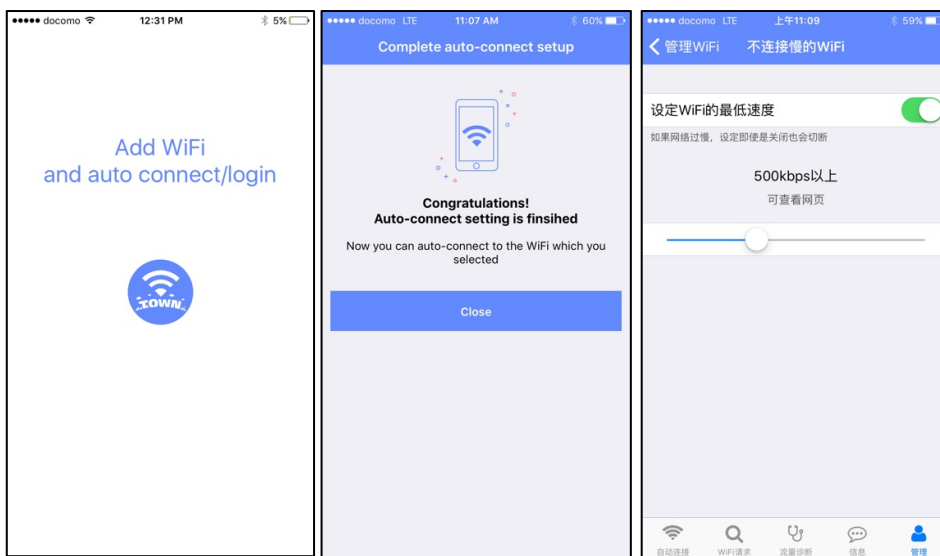 docomo 12:31 PM 5%
Add WiFi
and auto connect/login
TOWN
docomo LTE 11:07 AM 60%
Complete auto-connect setup
Congratulations!
Auto-connect setting is finsihed
Now you can auto-connect to the WiFi which you
selected
Close
docomo LTE 上午11:09 59%
管理WiFi 不连接慢的WiFi
设定WiFi的最低速度
如果网络过慢，设定即便是关闭也会切断
500kbps以上
可查看网页
自动连接 WiFi请求 流量诊断 信息 管理